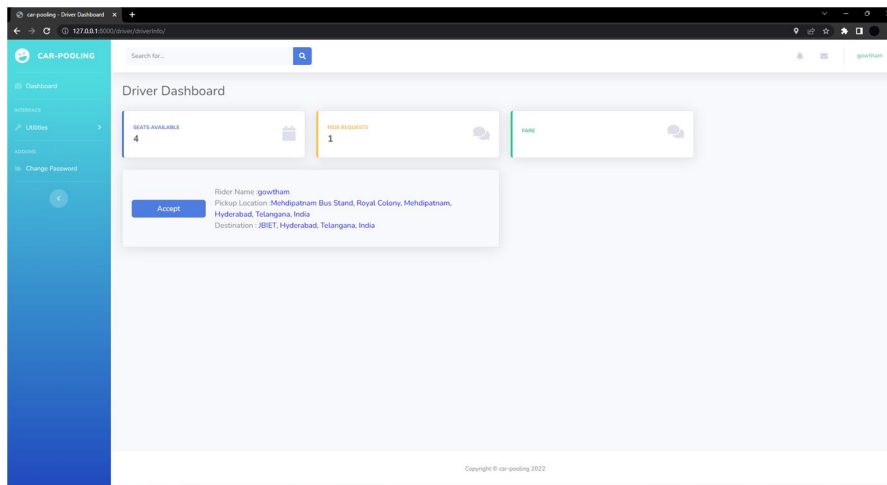 car-pooling - Driver Dashboard
127.0.0.1:8000/driver/driverInfo/
CAR-POOLING
Search for...
gowtham
Dashboard
Driver Dashboard
INTERFACE
Utilities
SEATS AVAILABLE
4
RIDE REQUESTS
1
FAIRE
ADDONS
Change Password
Accept
Rider Name :gowtham
Pickup Location :Mehdipatnam Bus Stand, Royal Colony, Mehdipatnam,
Hyderabad, Telangana, India
Destination : JBIET, Hyderabad, Telangana, India
Copyright © car-pooling 2022